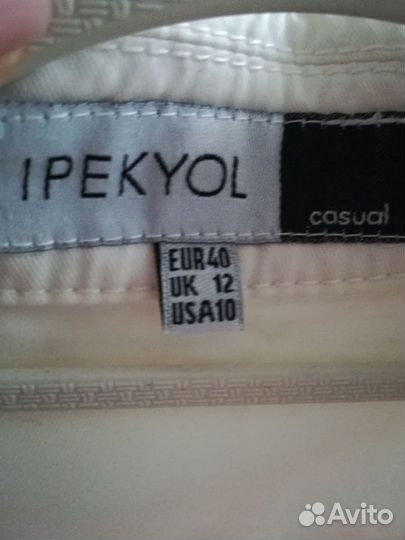 IPEKYOL
casual
EUR40
UK 12
USA10
Avito